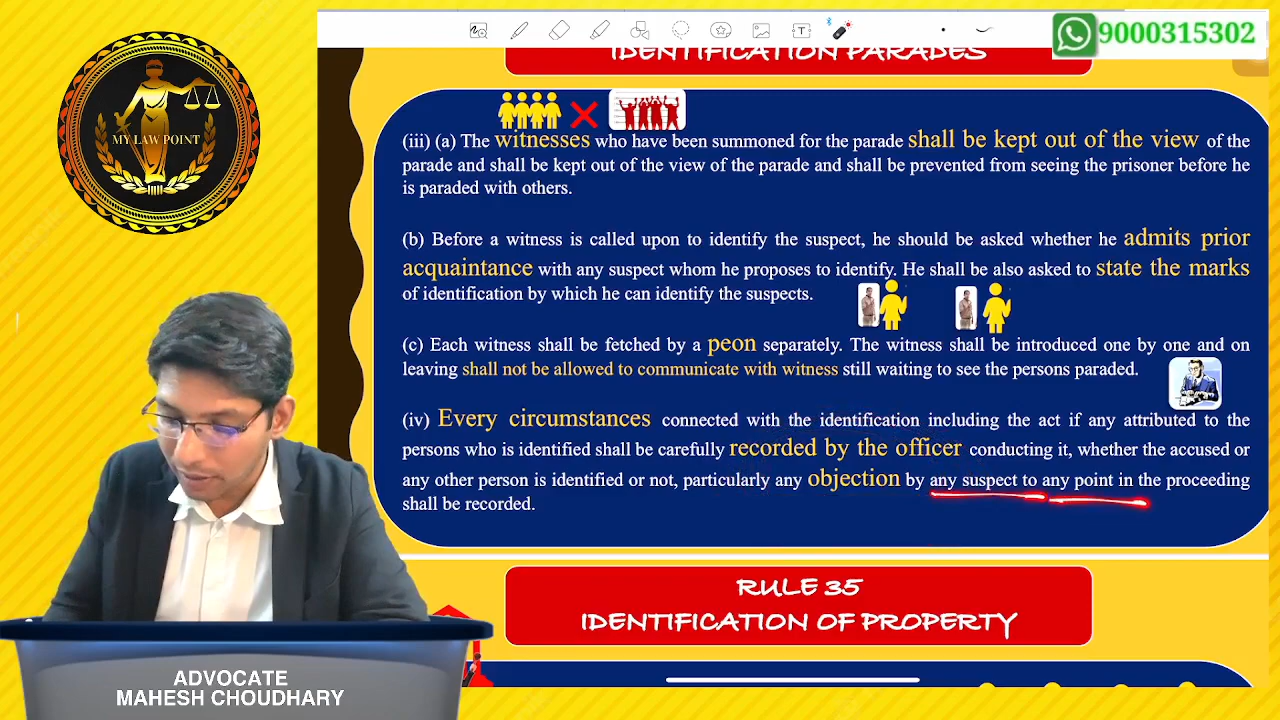 9000315302
IDENTIFICATION PARADES
MY LAW POINT
(iii) (a) The witnesses who have been summoned for the parade shall be kept out of the view of the
parade and shall be kept out of the view of the parade and shall be prevented from seeing the prisoner before he
is paraded with others.
(b) Before a witness is called upon to identify the suspect, he should be asked whether he admits prior
acquaintance with any suspect whom he proposes to identify. He shall be also asked to state the marks
of identification by which he can identify the suspects.
(c) Each witness shall be fetched by a peon separately. The witness shall be introduced one by one and on
leaving shall not be allowed to communicate with witness still waiting to see the persons paraded.
(iv) Every circumstances connected with the identification including the act if any attributed to the
persons who is identified shall be carefully recorded by the officer conducting it, whether the accused or
any other person is identified or not, particularly any objection by any suspect to any point in the proceeding
shall be recorded.
RULE 35
IDENTIFICATION OF PROPERTY
ADVOCATE
MAHESH CHOUDHARY